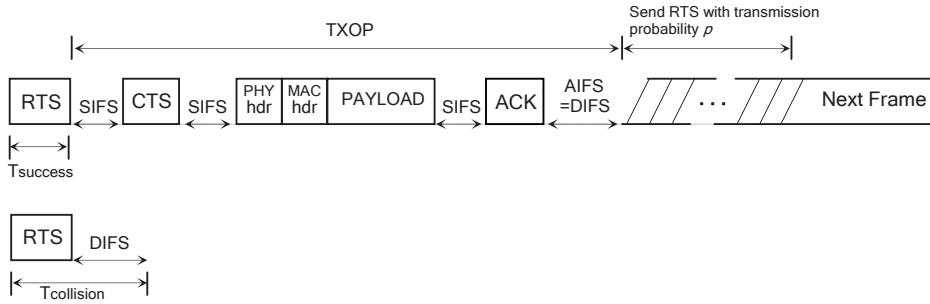 TXOP
Send RTS with transmission
probability p
RTS
SIFS
CTS
SIFS
PHY
hdr
MAC
hdr
PAYLOAD
SIFS
ACK
AIFS
=DIFS
...
Next Frame
Tsuccess
RTS
DIFS
Tcollision